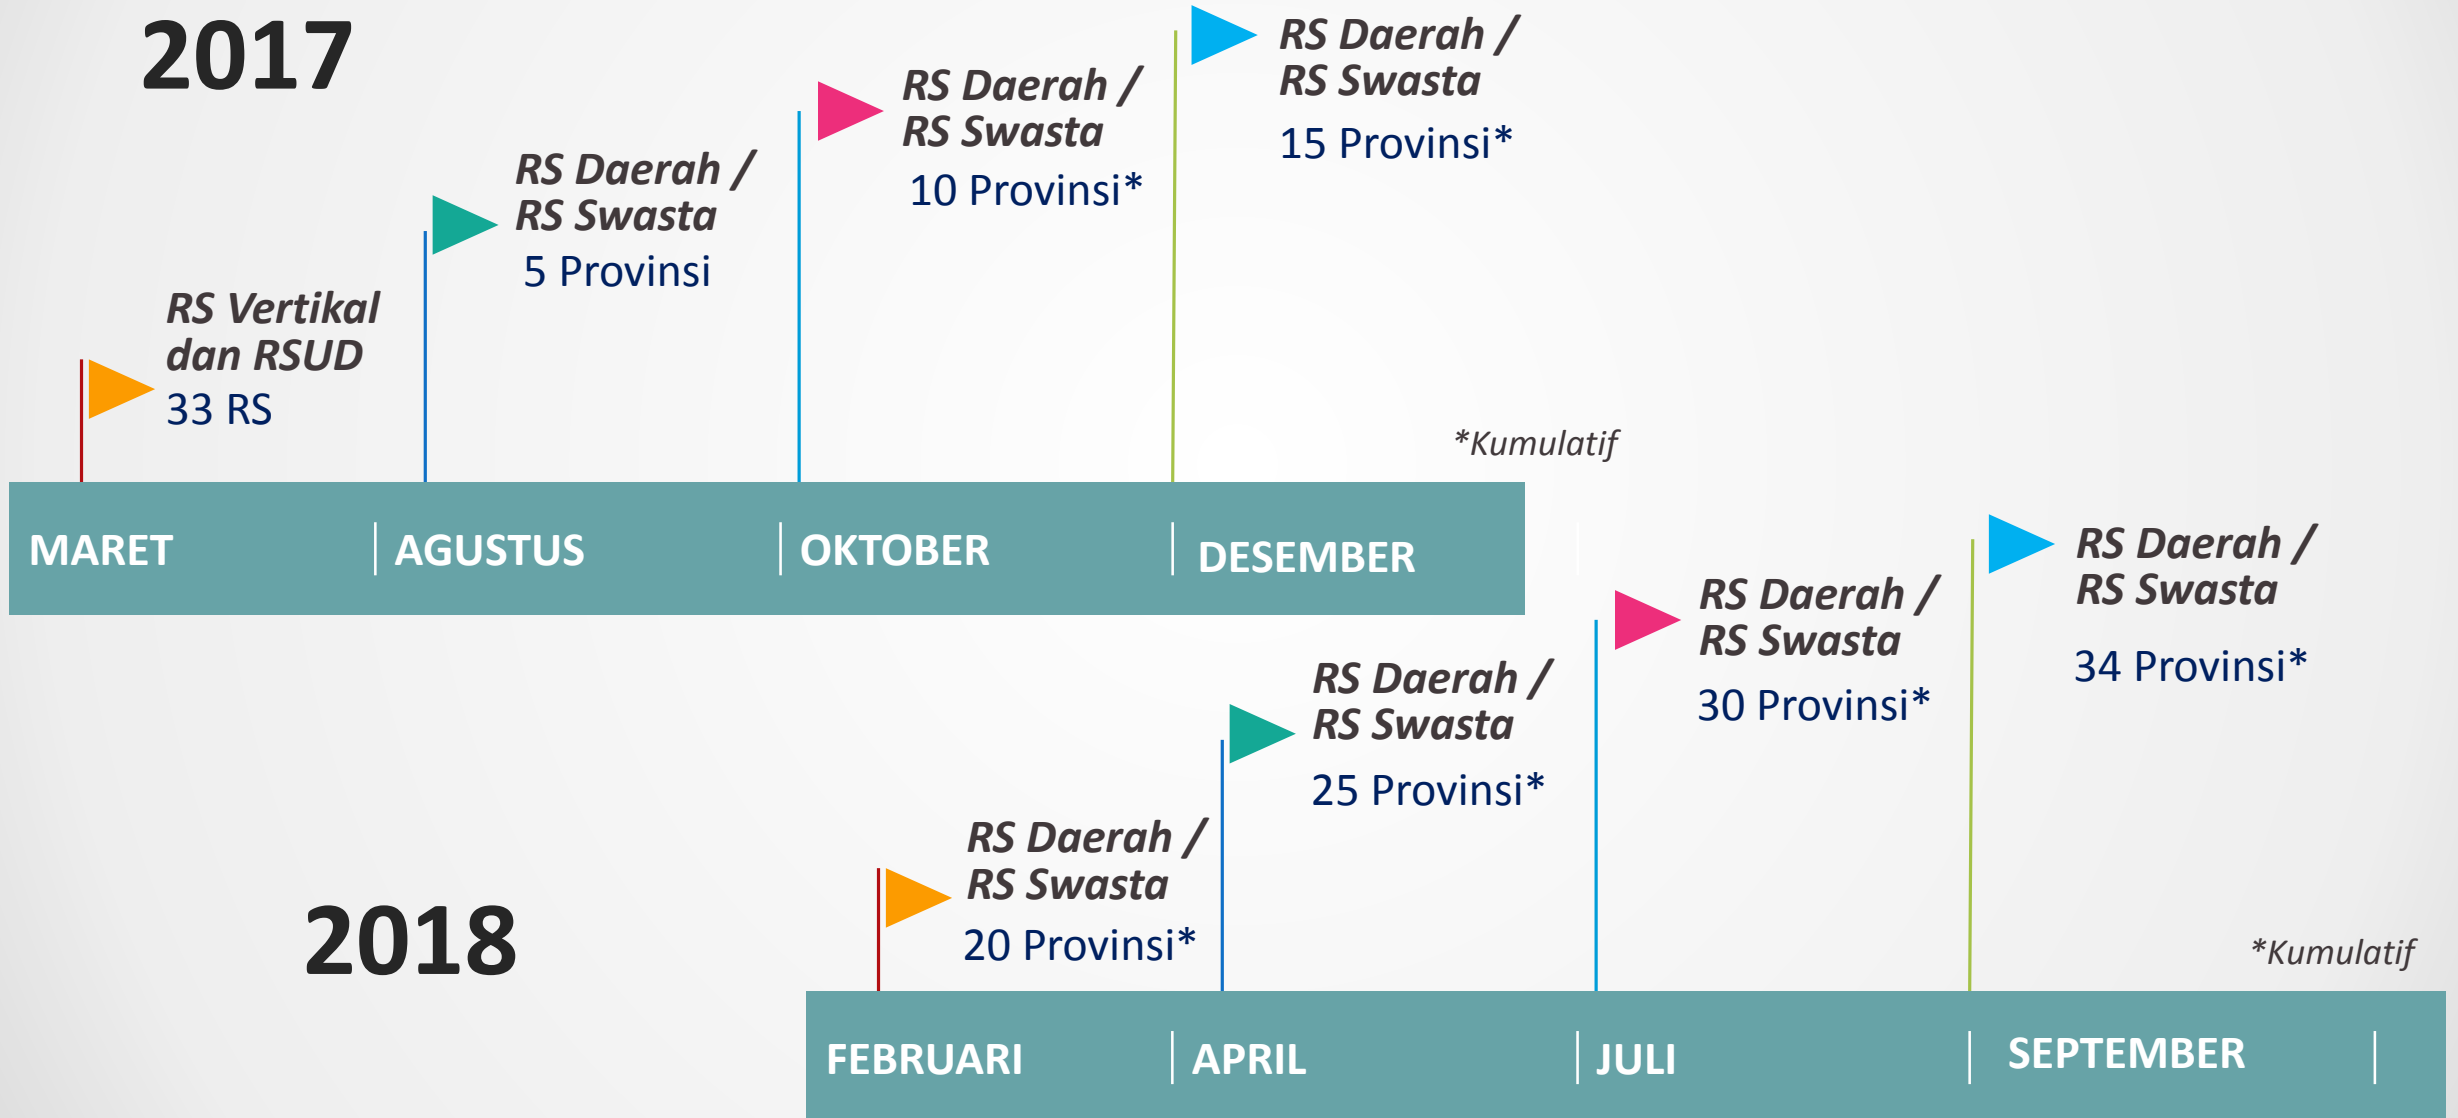 2017
RS Vertikal
dan RSUD
33 RS
RS Daerah /
RS Swasta
5 Provinsi
RS Daerah /
RS Swasta
10 Provinsi*
RS Daerah /
RS Swasta
15 Provinsi*
*Kumulatif
MARET
AGUSTUS
OKTOBER
DESEMBER
2018
RS Daerah /
RS Swasta
20 Provinsi*
RS Daerah /
RS Swasta
25 Provinsi*
RS Daerah /
RS Swasta
30 Provinsi*
RS Daerah /
RS Swasta
34 Provinsi*
*Kumulatif
FEBRUARI
APRIL
JULI
SEPTEMBER